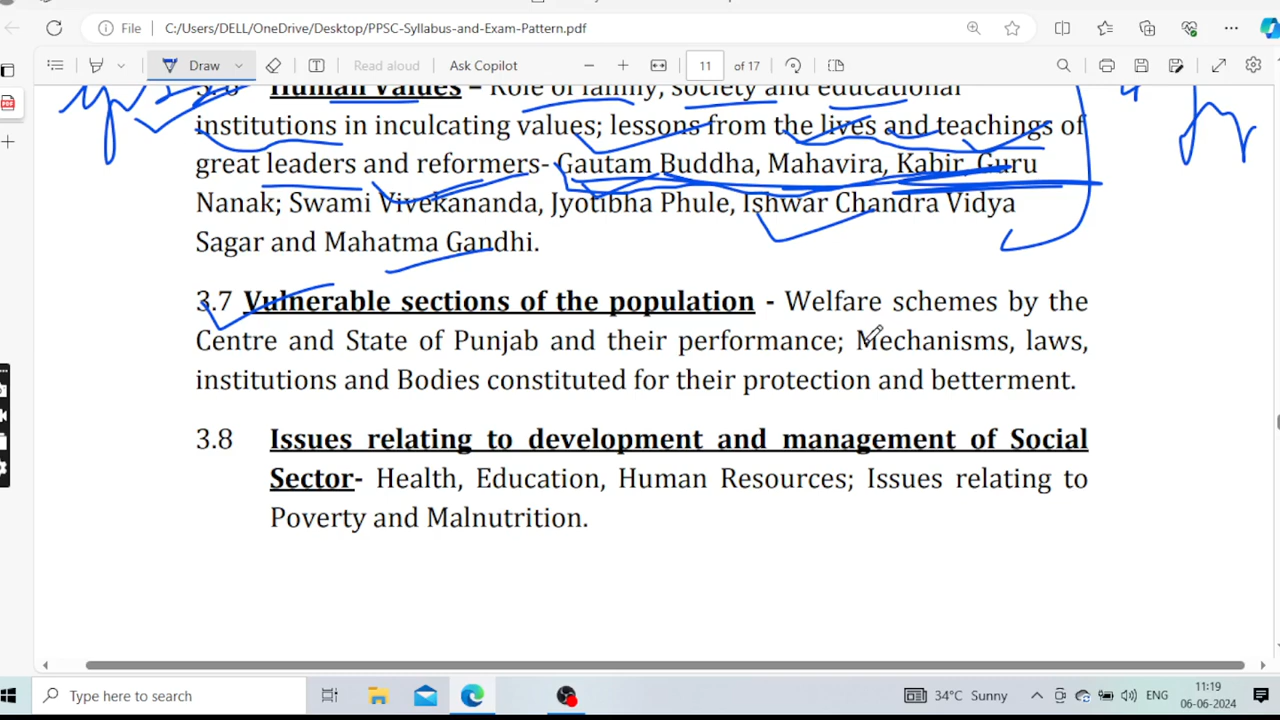 File C:/Users/DELL/OneDrive/Desktop/PPSC-Syllabus-and-Exam-Pattern.pdf
Draw Read aloud Ask Copilot 11 of 17
Human Values – Role of family, society and educational
institutions in inculcating values; lessons from the lives and teachings of
great leaders and reformers- Gautam Buddha, Mahavira, Kabir, Guru
Nanak; Swami Vivekananda, Jyotibha Phule, Ishwar Chandra Vidya
Sagar and Mahatma Gandhi.
3.7 Vulnerable sections of the population - Welfare schemes by the
Centre and State of Punjab and their performance; Mechanisms, laws,
institutions and Bodies constituted for their protection and betterment.
3.8 Issues relating to development and management of Social
Sector- Health, Education, Human Resources; Issues relating to
Poverty and Malnutrition.
Type here to search 34°C Sunny ENG 11:19
06-06-2024